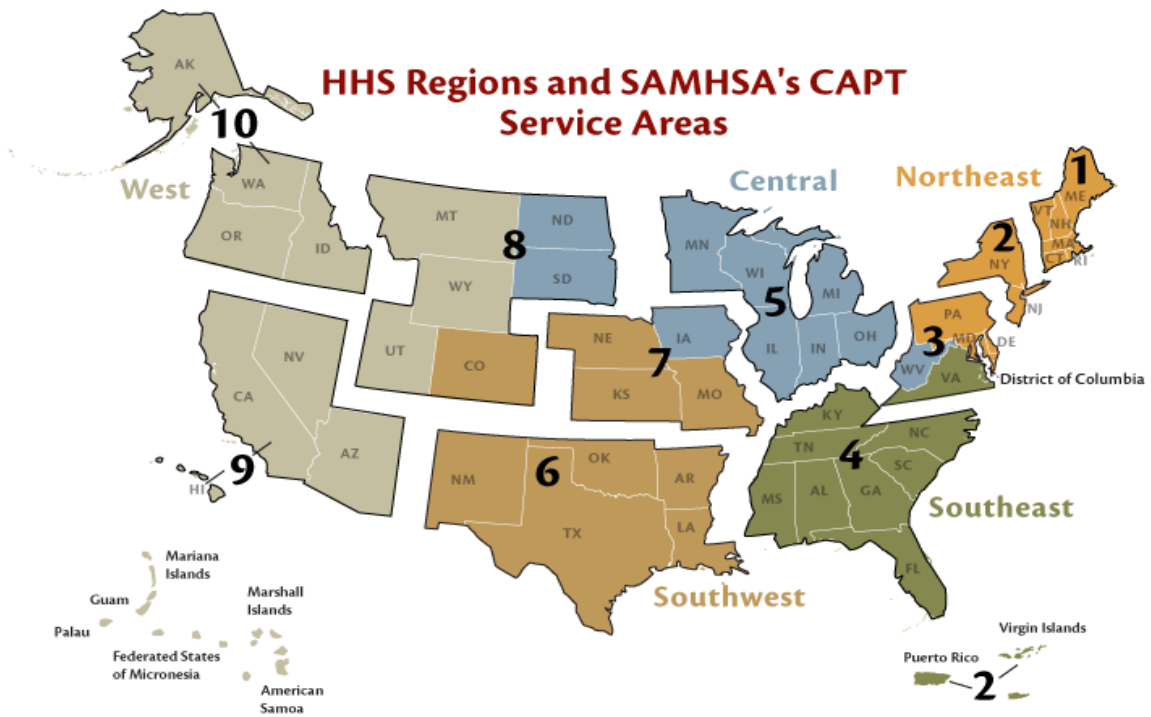 AK
HHS Regions and SAMHSA's CAPT
Service Areas
10
West
Central
Northeast
1
WA
OR
ID
MT
ND
8
WY
SD
UT
CO
MN
WI
5
MI
IL
IN
OH
ME
VT
NH
MA
CT
RI
2
NY
NJ
PA
3
MD
DE
WV
VA
District of Columbia
NE
IA
7
KS
MO
NV
CA
AZ
9
HI
NM
6
OK
TX
AR
LA
KY
TN
NC
4
SC
MS
AL
GA
FL
Southeast
Southwest
Mariana
Islands
Guam
Palau
Marshall
Islands
Federated States
of Micronesia
American
Samoa
Virgin Islands
Puerto Rico
2